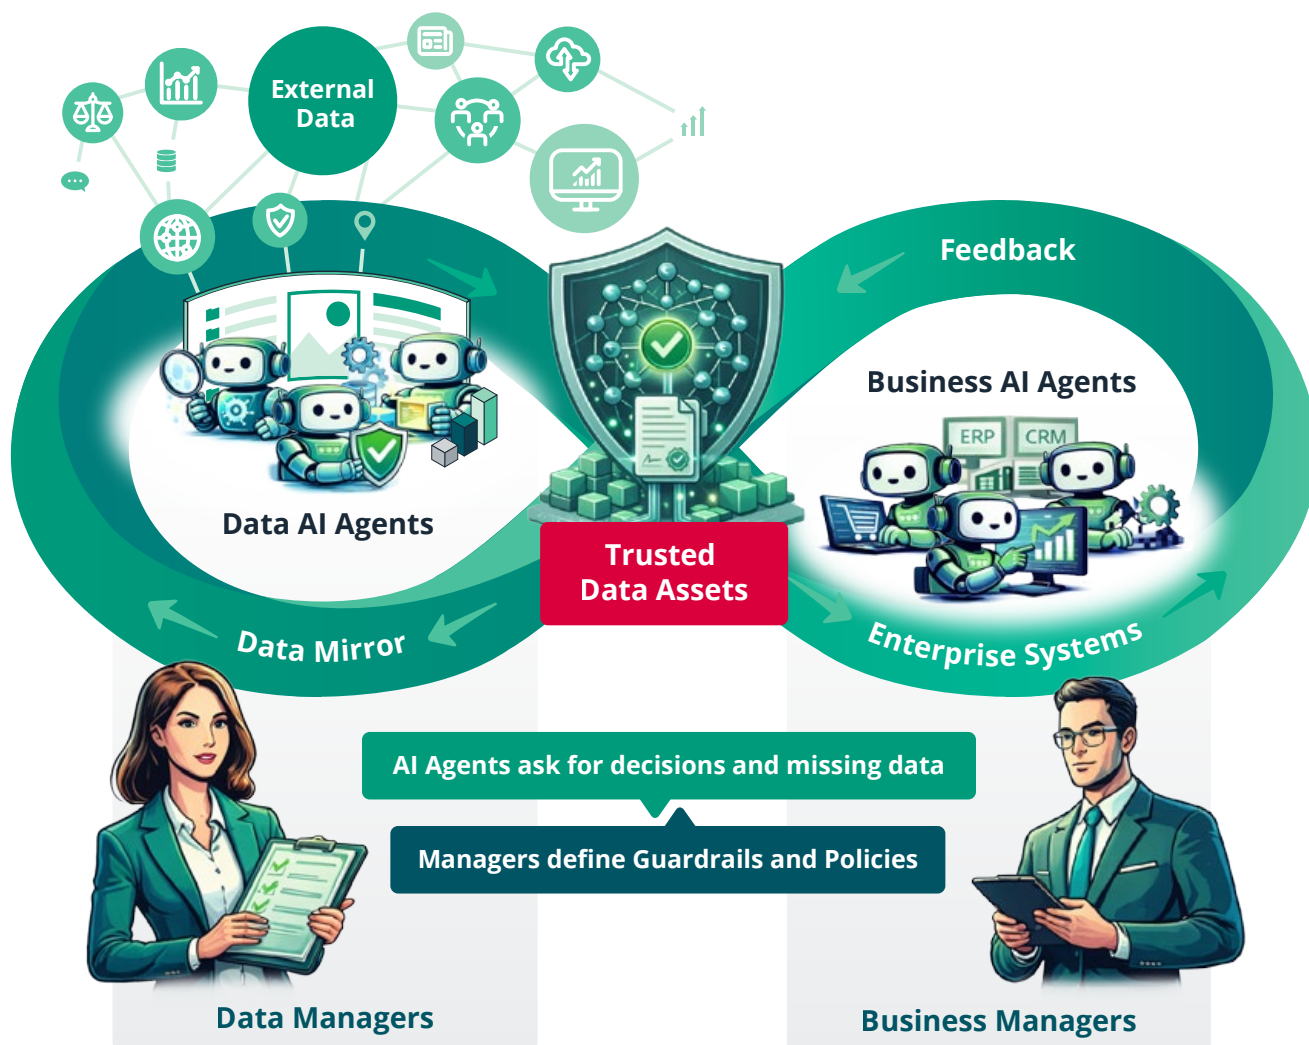 External
Data
Feedback
Business AI Agents
ERP
CRM
Data AI Agents
Trusted
Data Assets
Data Mirror
Enterprise Systems
AI Agents ask for decisions and missing data
Managers define Guardrails and Policies
Data Managers
Business Managers